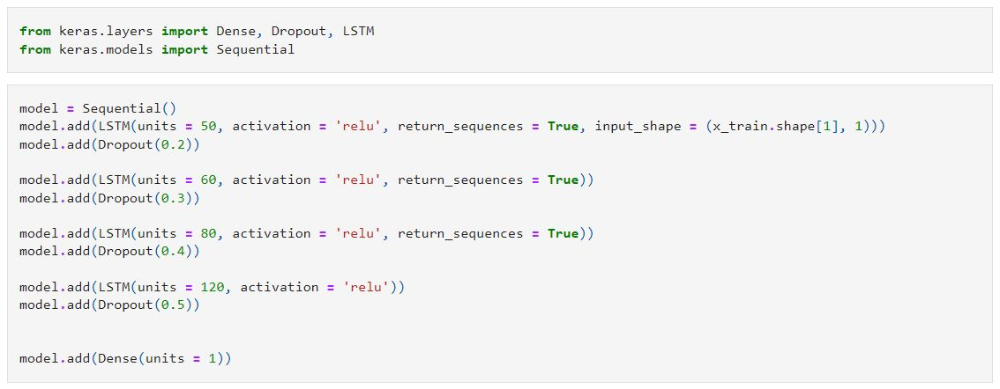 from keras.layers import Dense, Dropout, LSTM
from keras.models import Sequential
model = Sequential()
model.add(LSTM(units = 50, activation = 'relu', return_sequences = True, input_shape = (x_train.shape[1], 1)))
model.add(Dropout(0.2))
model.add(LSTM(units = 60, activation = 'relu', return_sequences = True))
model.add(Dropout(0.3))
model.add(LSTM(units = 80, activation = 'relu', return_sequences = True))
model.add(Dropout(0.4))
model.add(LSTM(units = 120, activation = 'relu'))
model.add(Dropout(0.5))
model.add(Dense(units = 1))